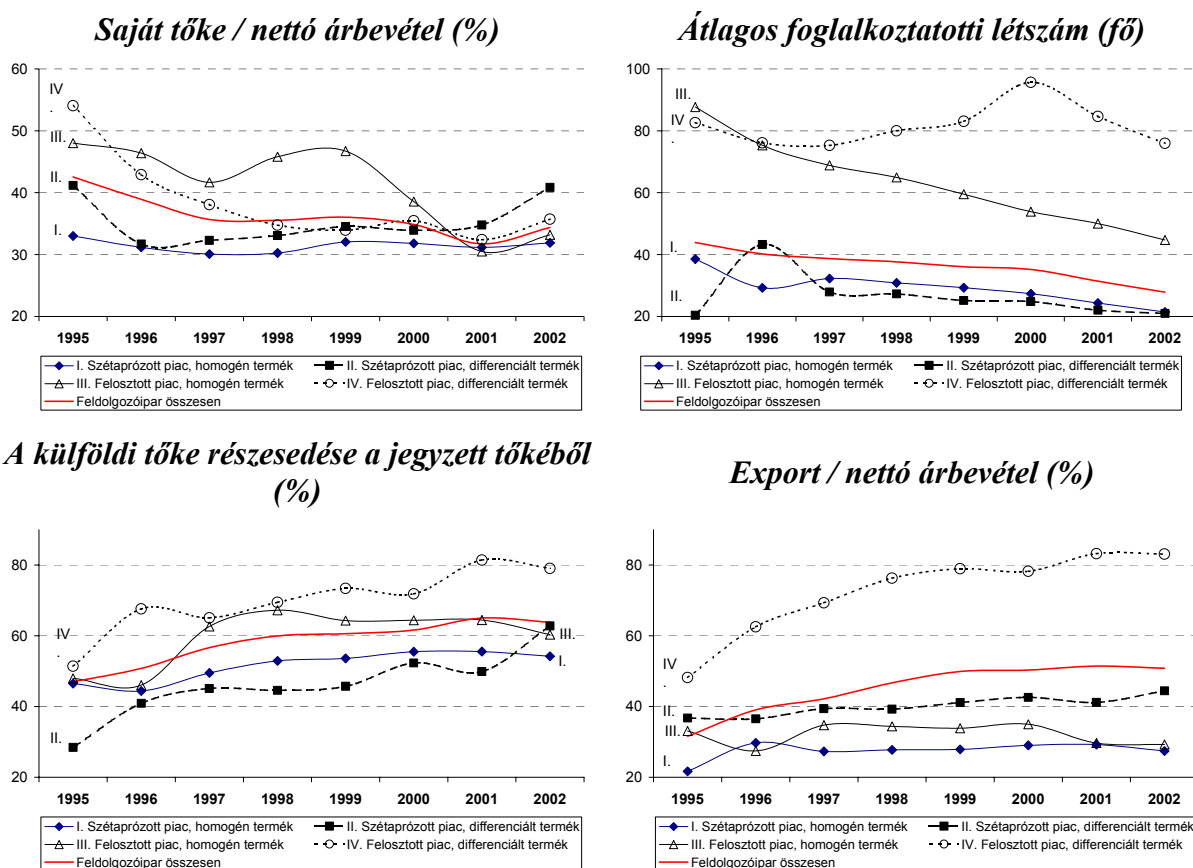 Saját tőke / nettó árbevétel (%)
60
50
40
30
20
IV
.
III.
II.
I.
1995 1996 1997 1998 1999 2000 2001 2002
I. Szétaprózott piac, homogén termék II. Szétaprózott piac, differenciált termék
III. Felosztott piac, homogén termék IV. Felosztott piac, differenciált termék
Feldolgozóipar összesen
Átlagos foglalkoztatotti létszám (fő)
100
80
60
40
20
III.
IV
.
I.
II.
1995 1996 1997 1998 1999 2000 2001 2002
I. Szétaprózott piac, homogén termék II. Szétaprózott piac, differenciált termék
III. Felosztott piac, homogén termék IV. Felosztott piac, differenciált termék
Feldolgozóipar összesen
A külföldi tőke részesedése a jegyzett tőkéből
(%)
80
60
40
20
IV
.
II.
III.
I.
1995 1996 1997 1998 1999 2000 2001 2002
I. Szétaprózott piac, homogén termék II. Szétaprózott piac, differenciált termék
III. Felosztott piac, homogén termék IV. Felosztott piac, differenciált termék
Feldolgozóipar összesen
Export / nettó árbevétel (%)
80
60
40
20
IV
.
II.
III.
I.
1995 1996 1997 1998 1999 2000 2001 2002
I. Szétaprózott piac, homogén termék II. Szétaprózott piac, differenciált termék
III. Felosztott piac, homogén termék IV. Felosztott piac, differenciált termék
Feldolgozóipar összesen